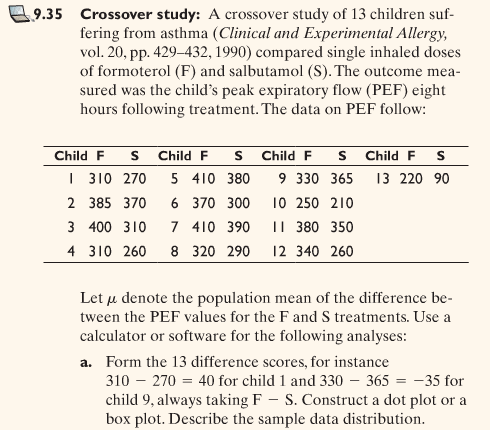 9.35 Crossover study: A crossover study of 13 children suf-
fering from asthma (Clinical and Experimental Allergy,
vol. 20, pp. 429–432, 1990) compared single inhaled doses
of formoterol (F) and salbutamol (S). The outcome mea-
sured was the child's peak expiratory flow (PEF) eight
hours following treatment. The data on PEF follow:
Child F S Child F S Child F S Child F S
1 310 270 5 410 380 9 330 365 13 220 90
2 385 370 6 370 300 10 250 210
3 400 310 7 410 390 11 380 350
4 310 260 8 320 290 12 340 260
Let μ denote the population mean of the difference be-
tween the PEF values for the F and S treatments. Use a
calculator or software for the following analyses:
a. Form the 13 difference scores, for instance
310 − 270 = 40 for child 1 and 330 − 365 = −35 for
child 9, always taking F − S. Construct a dot plot or a
box plot. Describe the sample data distribution.